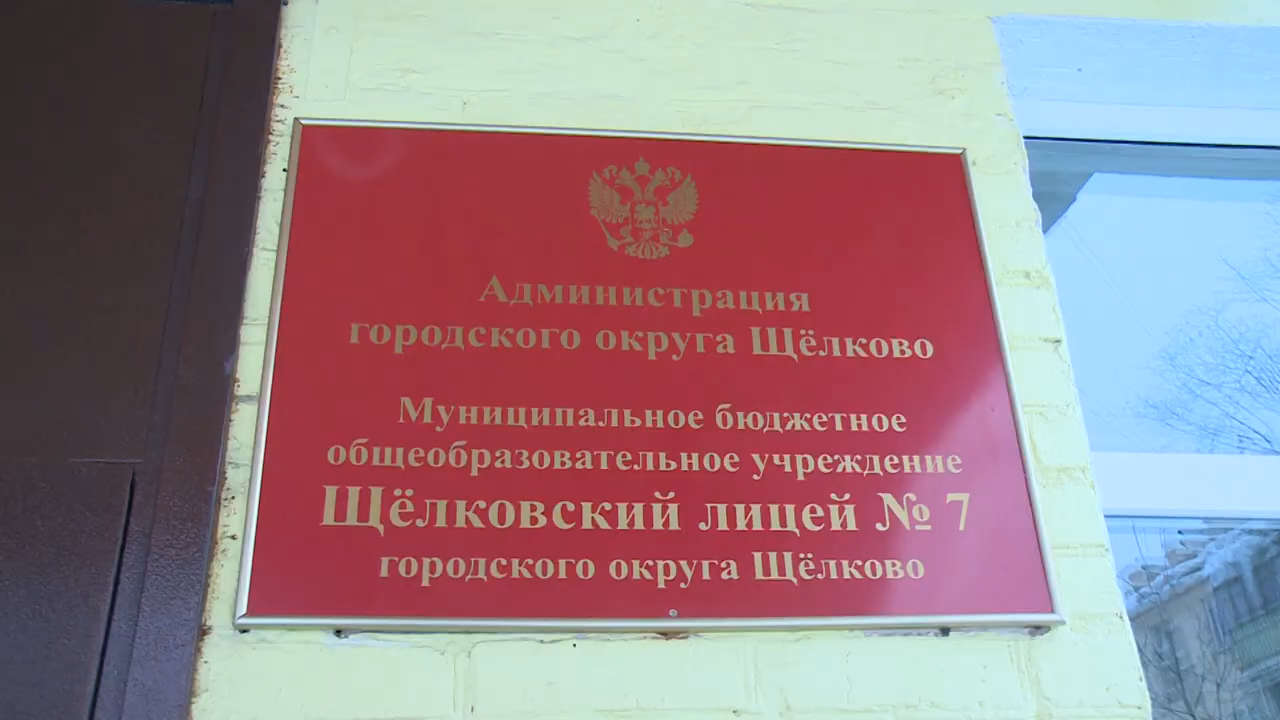 Администрация
городского округа Щёлково
Муниципальное бюджетное
общеобразовательное учреждение
Щёлковский лицей № 7
городского округа Щёлково